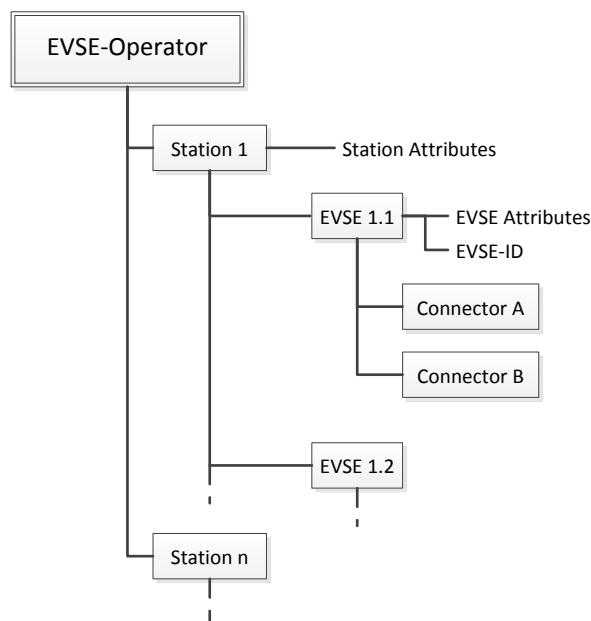 EVSE-Operator
Station 1
Station Attributes
EVSE 1.1
EVSE Attributes
EVSE-ID
Connector A
Connector B
EVSE 1.2
Station n